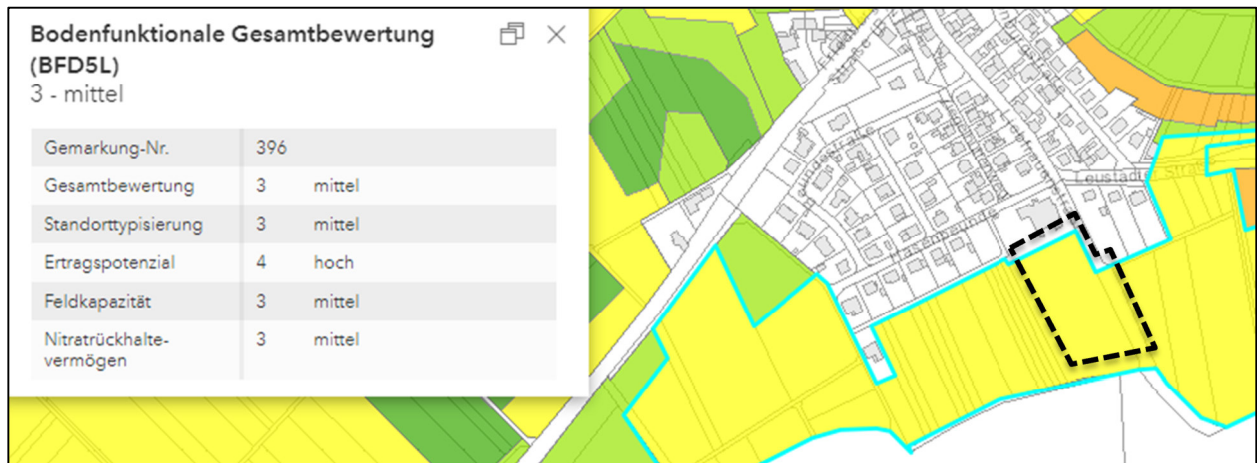 Bodenfunktionale Gesamtbewertung
(BFD5L)
3 - mittel
Gemarkung-Nr. 396
Gesamtbewertung 3 mittel
Standorttypisierung 3 mittel
Ertragspotenzial 4 hoch
Feldkapazität 3 mittel
Nitratrückhalte-
vermögen 3 mittel